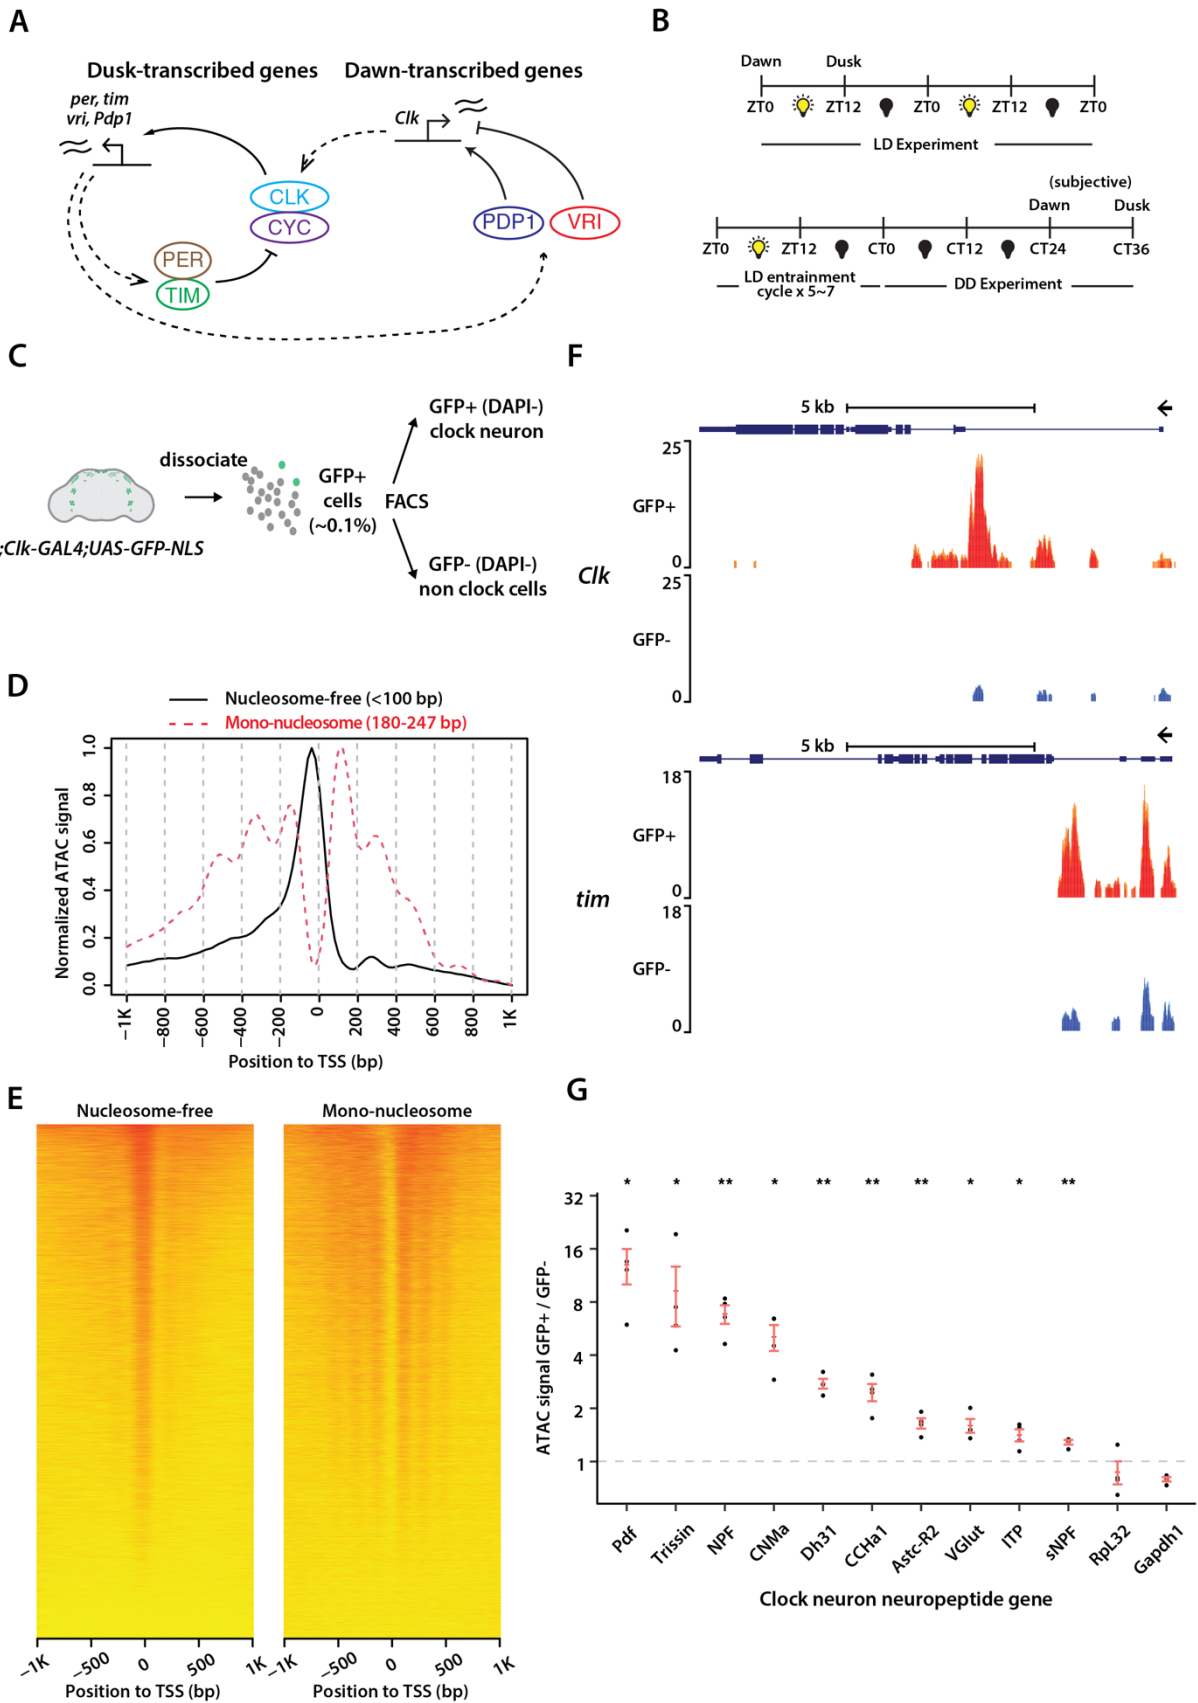 A
Dusk-transcribed genes
Dawn-transcribed genes
per, tim
vri, Pdp1
Clk
CLK
CYC
PER
TIM
PDP1
VRI
B
Dawn
Dusk
ZT0
ZT12
ZT0
ZT12
ZT0
LD Experiment
(subjective)
Dawn
Dusk
ZT0
ZT12
CT0
CT12
CT24
CT36
LD entrainment
cycle x 5~7
DD Experiment
C
dissociate
GFP+
cells
(~0.1%)
FACS
GFP+ (DAPI-)
clock neuron
GFP- (DAPI-)
non clock cells
;Clk-GAL4;UAS-GFP-NLS
D
Nucleosome-free (<100 bp)
Mono-nucleosome (180-247 bp)
Normalized ATAC signal
1.0
0.8
0.6
0.4
0.2
0.0
−1K
−800
−600
−400
−200
0
200
400
600
800
1K
Position to TSS (bp)
E
Nucleosome-free
Mono-nucleosome
−1K
−500
0
500
1K
−1K
−500
0
500
1K
Position to TSS (bp)
Position to TSS (bp)
F
5 kb
25
GFP+
0
Clk
25
GFP-
0
5 kb
18
GFP+
0
tim
18
GFP-
0
G
* * ** * ** ** ** * * **
ATAC signal GFP+ / GFP-
32
16
8
4
2
1
Pdf
Trissin
NPF
CNMa
Dh31
CCHa1
Astc-R2
VGlut
ITP
sNPF
RpL32
Gapdh1
Clock neuron neuropeptide gene